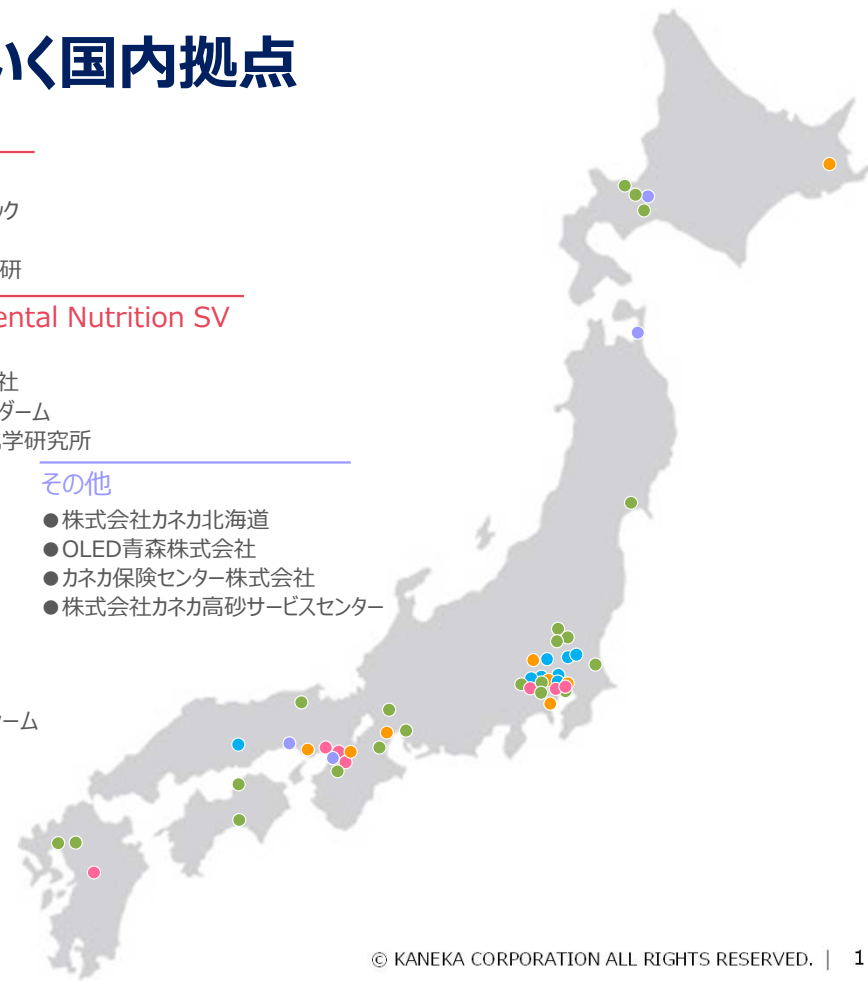 いく国内拠点
ック
研
ental Nutrition SV
社
ダーム
学研究所
その他
●株式会社カネカ北海道
●OLED青森株式会社
●カネカ保険センター株式会社
●株式会社カネカ高砂サービスセンター
ーム
© KANEKA CORPORATION ALL RIGHTS RESERVED. | 1